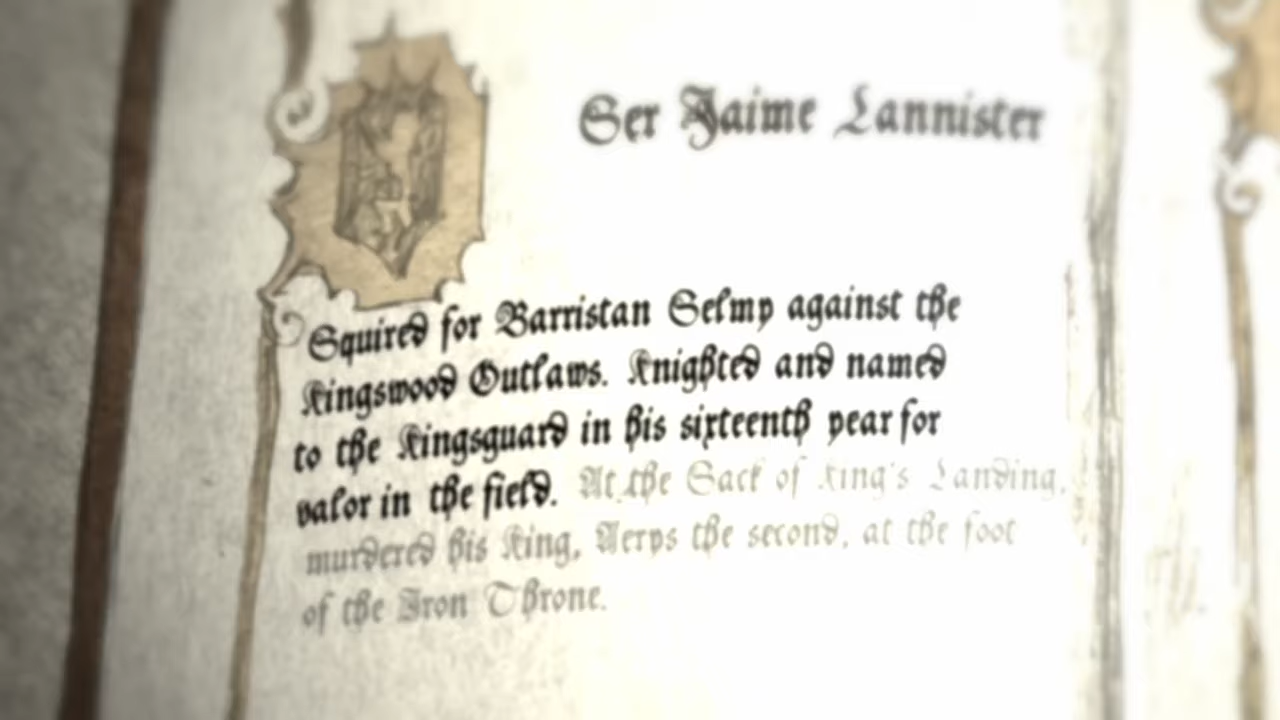 Ser Jaime Lannister
Squired for Barristan Selmy against the
Kingswood Outlaws. Knighted and named
to the Kingsguard in his sixteenth year for
valor in the field. At the Sack of King's Landing,
murdered his King, Aerys the second, at the foot
of the Iron Throne.